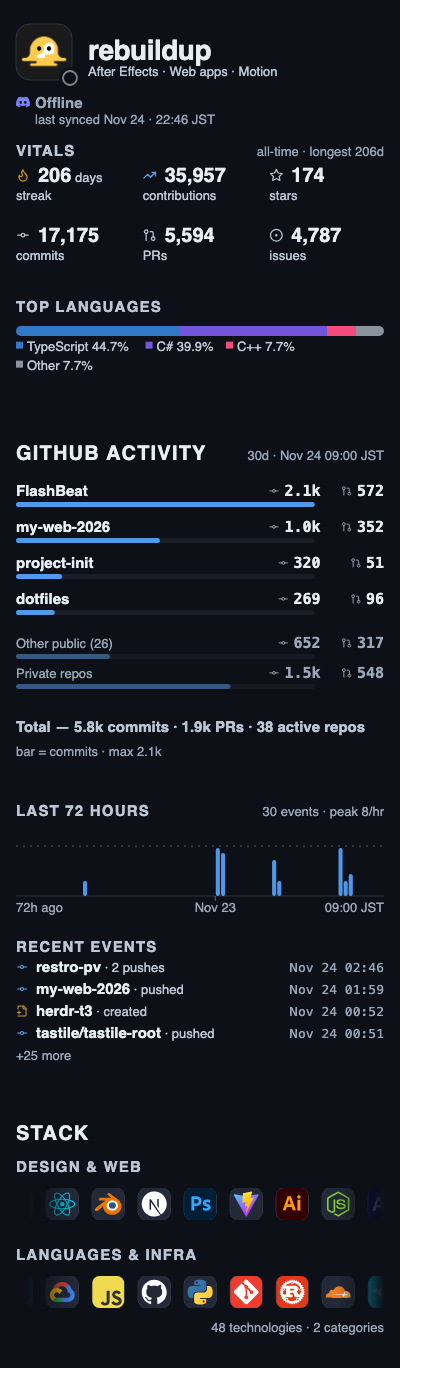 rebuildup
After Effects · Web apps · Motion
Offline
last synced Nov 24 · 22:46 JST
VITALS all-time · longest 206d
206 days 35,957 174
streak contributions stars
17,175 5,594 4,787
commits PRs issues
TOP LANGUAGES
TypeScript 44.7% C# 39.9% C++ 7.7%
Other 7.7%
GITHUB ACTIVITY 30d · Nov 24 09:00 JST
FlashBeat 2.1k 572
my-web-2026 1.0k 352
project-init 320 51
dotfiles 269 96
Other public (26) 652 317
Private repos 1.5k 548
Total — 5.8k commits · 1.9k PRs · 38 active repos
bar = commits · max 2.1k
LAST 72 HOURS 30 events · peak 8/hr
72h ago Nov 23 09:00 JST
RECENT EVENTS
restro-pv · 2 pushes Nov 24 02:46
my-web-2026 · pushed Nov 24 01:59
herdr-t3 · created Nov 24 00:52
tastile/tastile-root · pushed Nov 24 00:51
+25 more
STACK
DESIGN & WEB
N Ps Ai JS A
LANGUAGES & INFRA
JS R
48 technologies · 2 categories